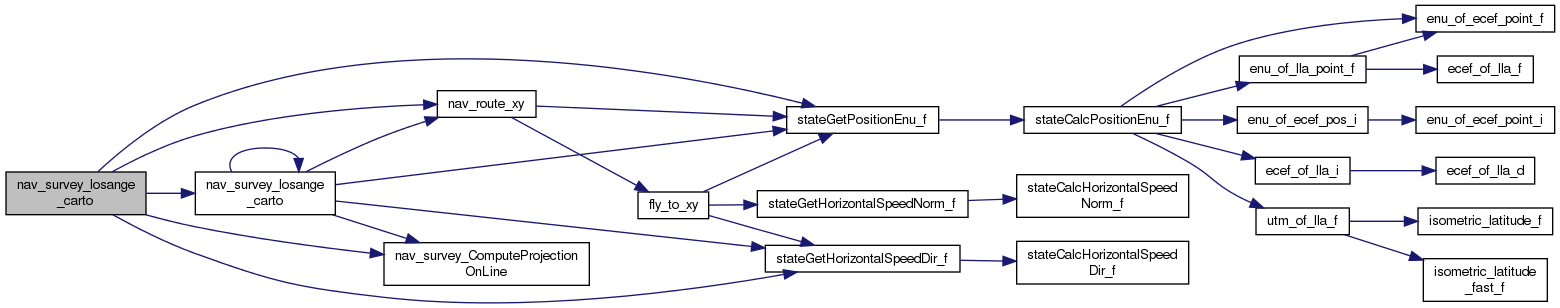 nav_survey_losange
_carto
nav_survey_losange
_carto
nav_route_xy
nav_survey_ComputeProjection
OnLine
fly_to_xy
stateGetPositionEnu_f
stateGetHorizontalSpeedNorm_f
stateGetHorizontalSpeedDir_f
stateCalcPositionEnu_f
stateCalcHorizontalSpeed
Norm_f
stateCalcHorizontalSpeed
Dir_f
enu_of_lla_point_f
enu_of_ecef_pos_i
ecef_of_lla_i
utm_of_lla_f
enu_of_ecef_point_f
ecef_of_lla_f
enu_of_ecef_point_i
ecef_of_lla_d
isometric_latitude_f
isometric_latitude
_fast_f